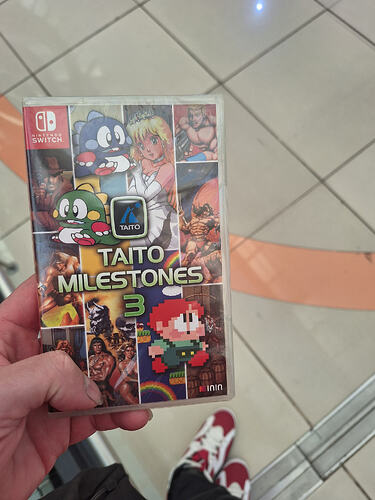 NINTENDO
SWITCH
TAITO
TAITO
MILESTONES
3
ININ